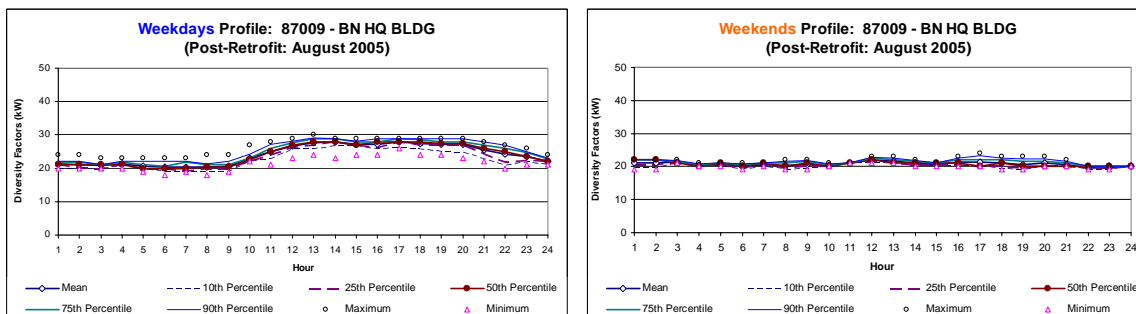 Weekdays Profile: 87009 - BN HQ BLDG
(Post-Retrofit: August 2005)
50
40
30
20
10
0
Diversity Factors (kW)
1 2 3 4 5 6 7 8 9 10 11 12 13 14 15 16 17 18 19 20 21 22 23 24
Hour
Mean 10th Percentile 25th Percentile 50th Percentile
75th Percentile 90th Percentile Maximum Minimum
Weekends Profile: 87009 - BN HQ BLDG
(Post-Retrofit: August 2005)
50
40
30
20
10
0
Diversity Factors (kW)
1 2 3 4 5 6 7 8 9 10 11 12 13 14 15 16 17 18 19 20 21 22 23 24
Hour
Mean 10th Percentile 25th Percentile 50th Percentile
75th Percentile 90th Percentile Maximum Minimum